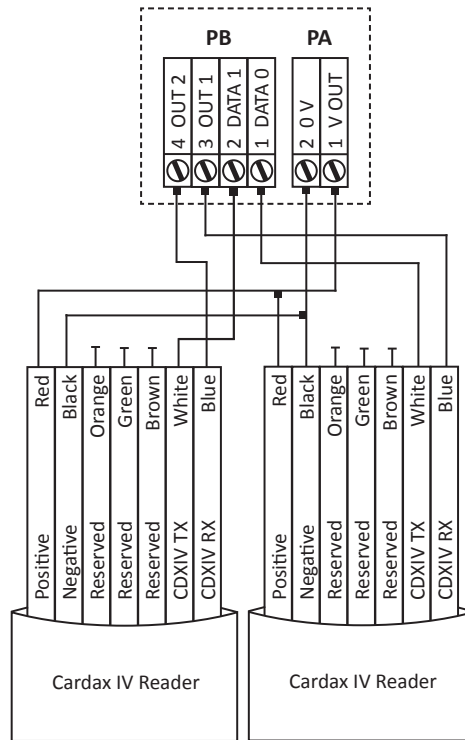 PB
PA
4 OUT 2
3 OUT 1
2 DATA 1
1 DATA 0
2 0 V
1 V OUT
Red
Black
Orange
Green
Brown
White
Blue
Positive
Negative
Reserved
Reserved
Reserved
CDXIV TX
CDXIV RX
Cardax IV Reader
Red
Black
Orange
Green
Brown
White
Blue
Positive
Negative
Reserved
Reserved
Reserved
CDXIV TX
CDXIV RX
Cardax IV Reader